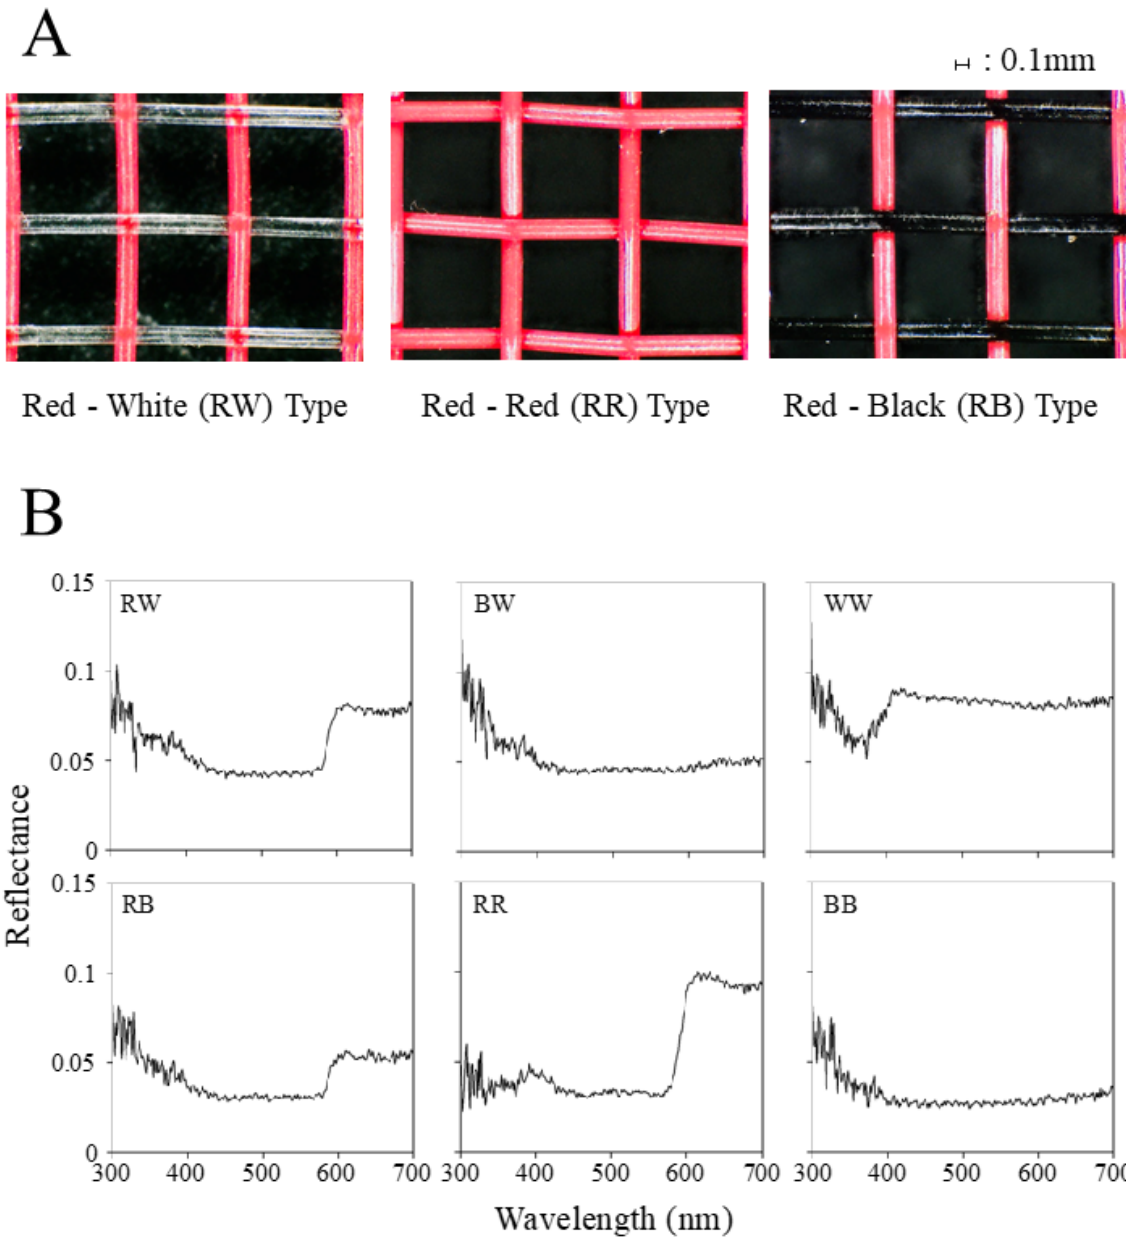 A
: 0.1mm
Red - White (RW) Type
Red - Red (RR) Type
Red - Black (RB) Type
B
0.15
0.1
0.05
0
RW
BW
WW
0.15
0.1
0.05
0
RB
RR
BB
300 400 500 600 700
300 400 500 600 700
300 400 500 600
Reflectance
Wavelength (nm)